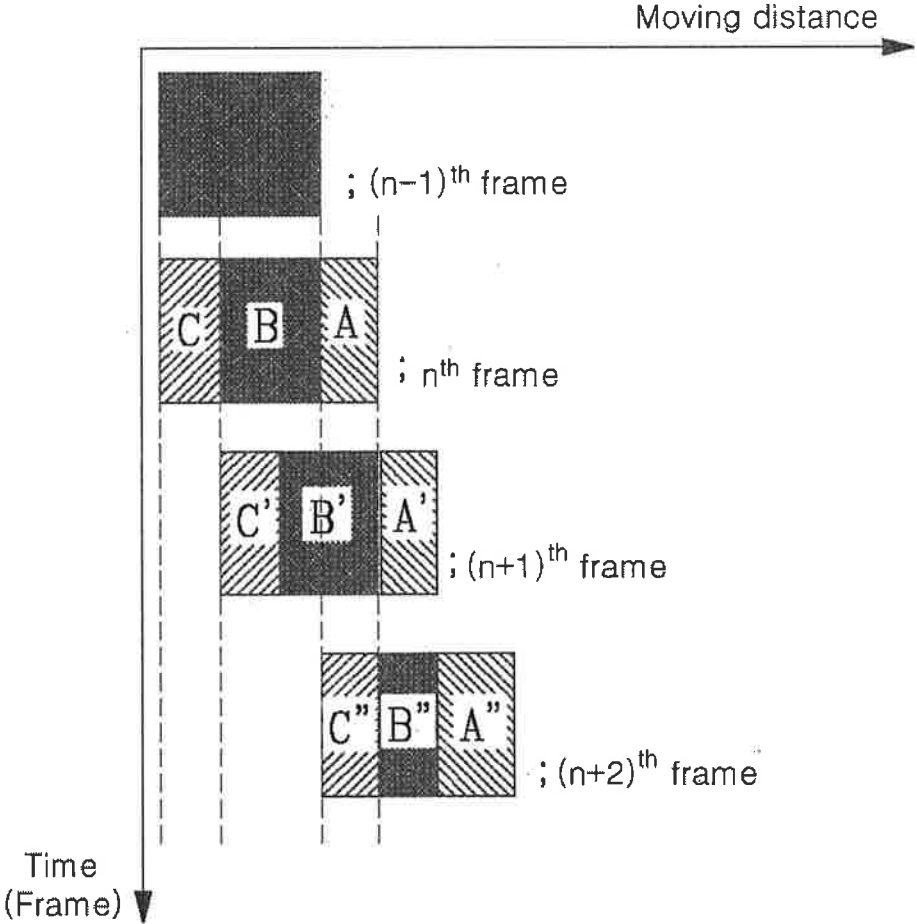 Moving distance
; (n-1)th frame
C B A
; nth frame
C' B' A'
; (n+1)th frame
C" B" A"
; (n+2)th frame
Time
(Frame)